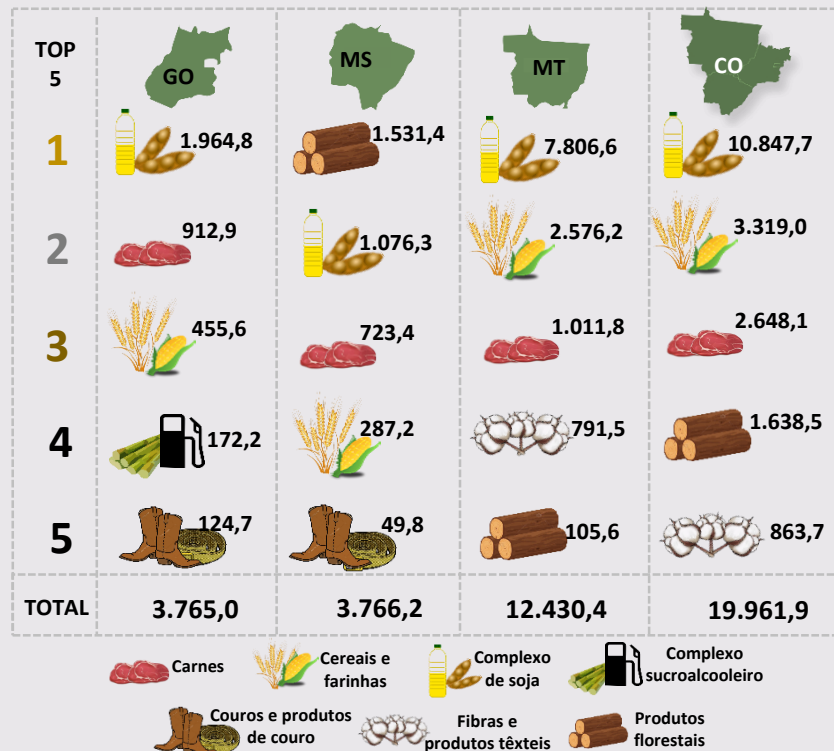 TOP
5
GO
MS
MT
CO
1
1.964,8
1.531,4
7.806,6
10.847,7
2
912,9
1.076,3
2.576,2
3.319,0
3
455,6
723,4
1.011,8
2.648,1
4
172,2
287,2
791,5
1.638,5
5
124,7
49,8
105,6
863,7
TOTAL
3.765,0
3.766,2
12.430,4
19.961,9
Carnes
Cereais e
farinhas
Complexo
de soja
Complexo
sucroalcooleiro
Couros e produtos
de couro
Fibras e
produtos têxteis
Produtos
florestais